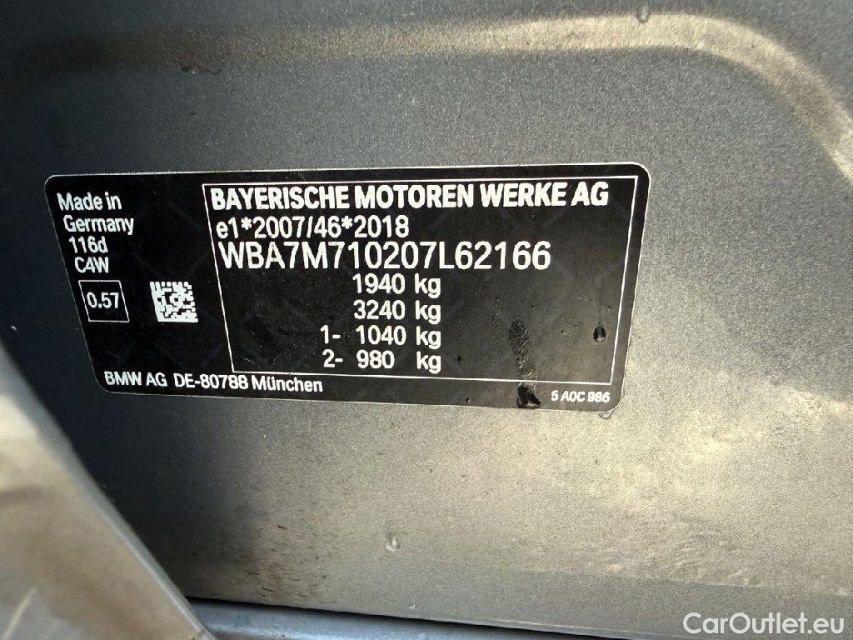 Made in
Germany
116d
C4W
0.57
BAYERISCHE MOTOREN WERKE AG
e1*2007/46*2018
WBA7M710207L62166
1940 kg
3240 kg
1- 1040 kg
2- 980 kg
BMW AG DE-80788 München
5 A0C 986
CarOutlet.eu